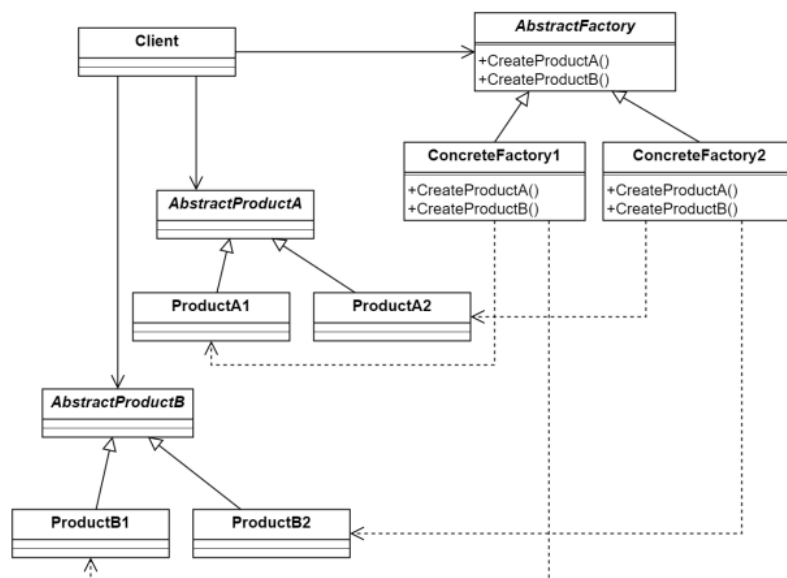 Client
AbstractFactory
+CreateProductA()
+CreateProductB()
ConcreteFactory1
+CreateProductA()
+CreateProductB()
ConcreteFactory2
+CreateProductA()
+CreateProductB()
AbstractProductA
ProductA1
ProductA2
AbstractProductB
ProductB1
ProductB2